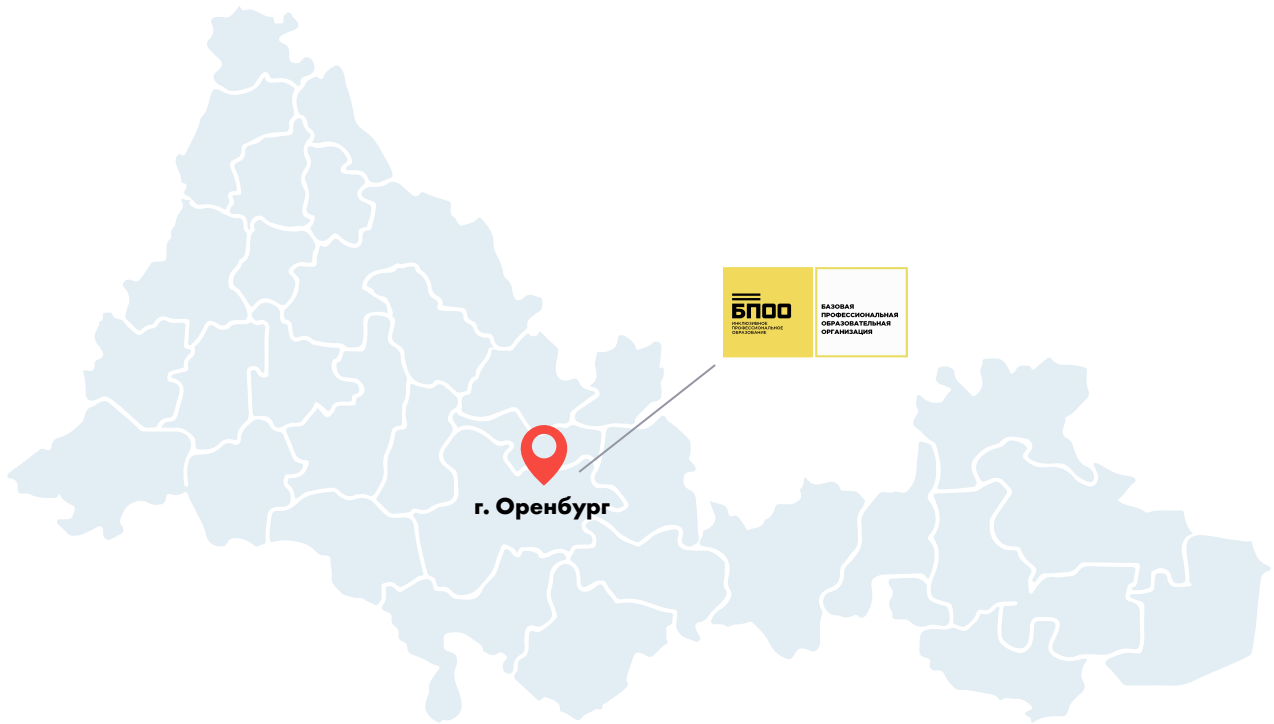 БПОО
ИНКЛЮЗИВНОЕ
ПРОФЕССИОНАЛЬНОЕ
ОБРАЗОВАНИЕ
БАЗОВАЯ
ПРОФЕССИОНАЛЬНАЯ
ОБРАЗОВАТЕЛЬНАЯ
ОРГАНИЗАЦИЯ
г. Оренбург